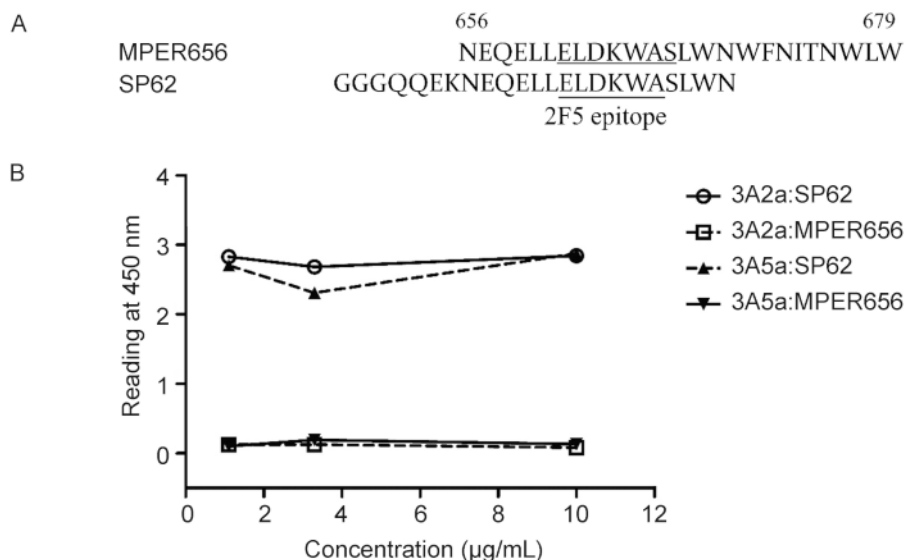 A
656 679
MPER656 NEQELLELDKWASLWNWFNITNWLW
SP62 GGGQQEKNEQELLELDKWASLWN
2F5 epitope
B
Reading at 450 nm
4
3
2
1
0
0 2 4 6 8 10 12
Concentration (µg/mL)
3A2a:SP62
3A2a:MPER656
3A5a:SP62
3A5a:MPER656